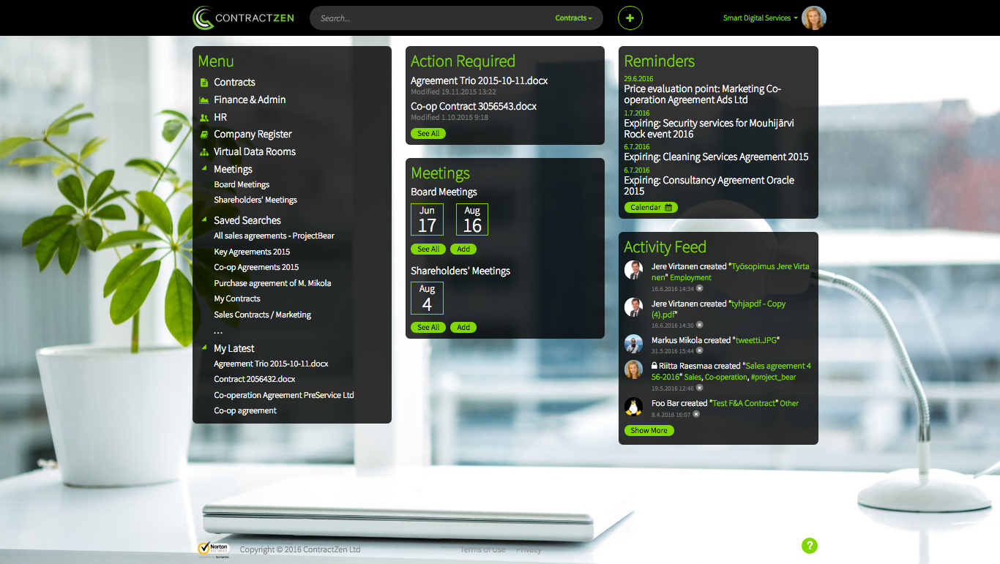 CONTRACTZEN
Search...
Contracts
Smart Digital Services
Menu
Contracts
Finance & Admin
HR
Company Register
Virtual Data Rooms
Meetings
Board Meetings
Shareholders' Meetings
Saved Searches
All sales agreements - ProjectBear
Key Agreements 2015
Co-op Agreements 2015
Purchase agreement of M. Mikola
My Contracts
Sales Contracts / Marketing
...
My Latest
Agreement Trio 2015-10-11.docx
Contract 2056432.docx
Co-operation Agreement PreService Ltd
Co-op agreement
Action Required
Agreement Trio 2015-10-11.docx
Modified 19.11.2015 13:22
Co-op Contract 3056543.docx
Modified 1.10.2015 9:18
See All
Meetings
Board Meetings
Jun Aug
17 16
See All Add
Shareholders' Meetings
Aug
4
See All Add
Reminders
29.6.2016
Price evaluation point: Marketing Co-
operation Agreement Ads Ltd
1.7.2016
Expiring: Security services for Mouhijärvi
Rock event 2016
6.7.2016
Expiring: Cleaning Services Agreement 2015
6.7.2016
Expiring: Consultancy Agreement Oracle
2015
Calendar
Activity Feed
Jere Virtanen created "Työsopimus Jere Virta
nen" Employment
16.6.2016 14:34
Jere Virtanen created "tyhjapdf - Copy
(4).pdf"
16.6.2016 14:30
Markus Mikola created "tweetti.JPG"
31.5.2016 15:44
Riitta Raesmaa created "Sales agreement 4
56-2016" Sales, Co-operation, #project_bear
19.5.2016 12:46
Foo Bar created "Test F&A Contract" Other
8.4.2016 16:07
Show More
Norton
SECURED
powered by Symantec
Copyright © 2016 ContractZen Ltd
Terms of Use Privacy
?